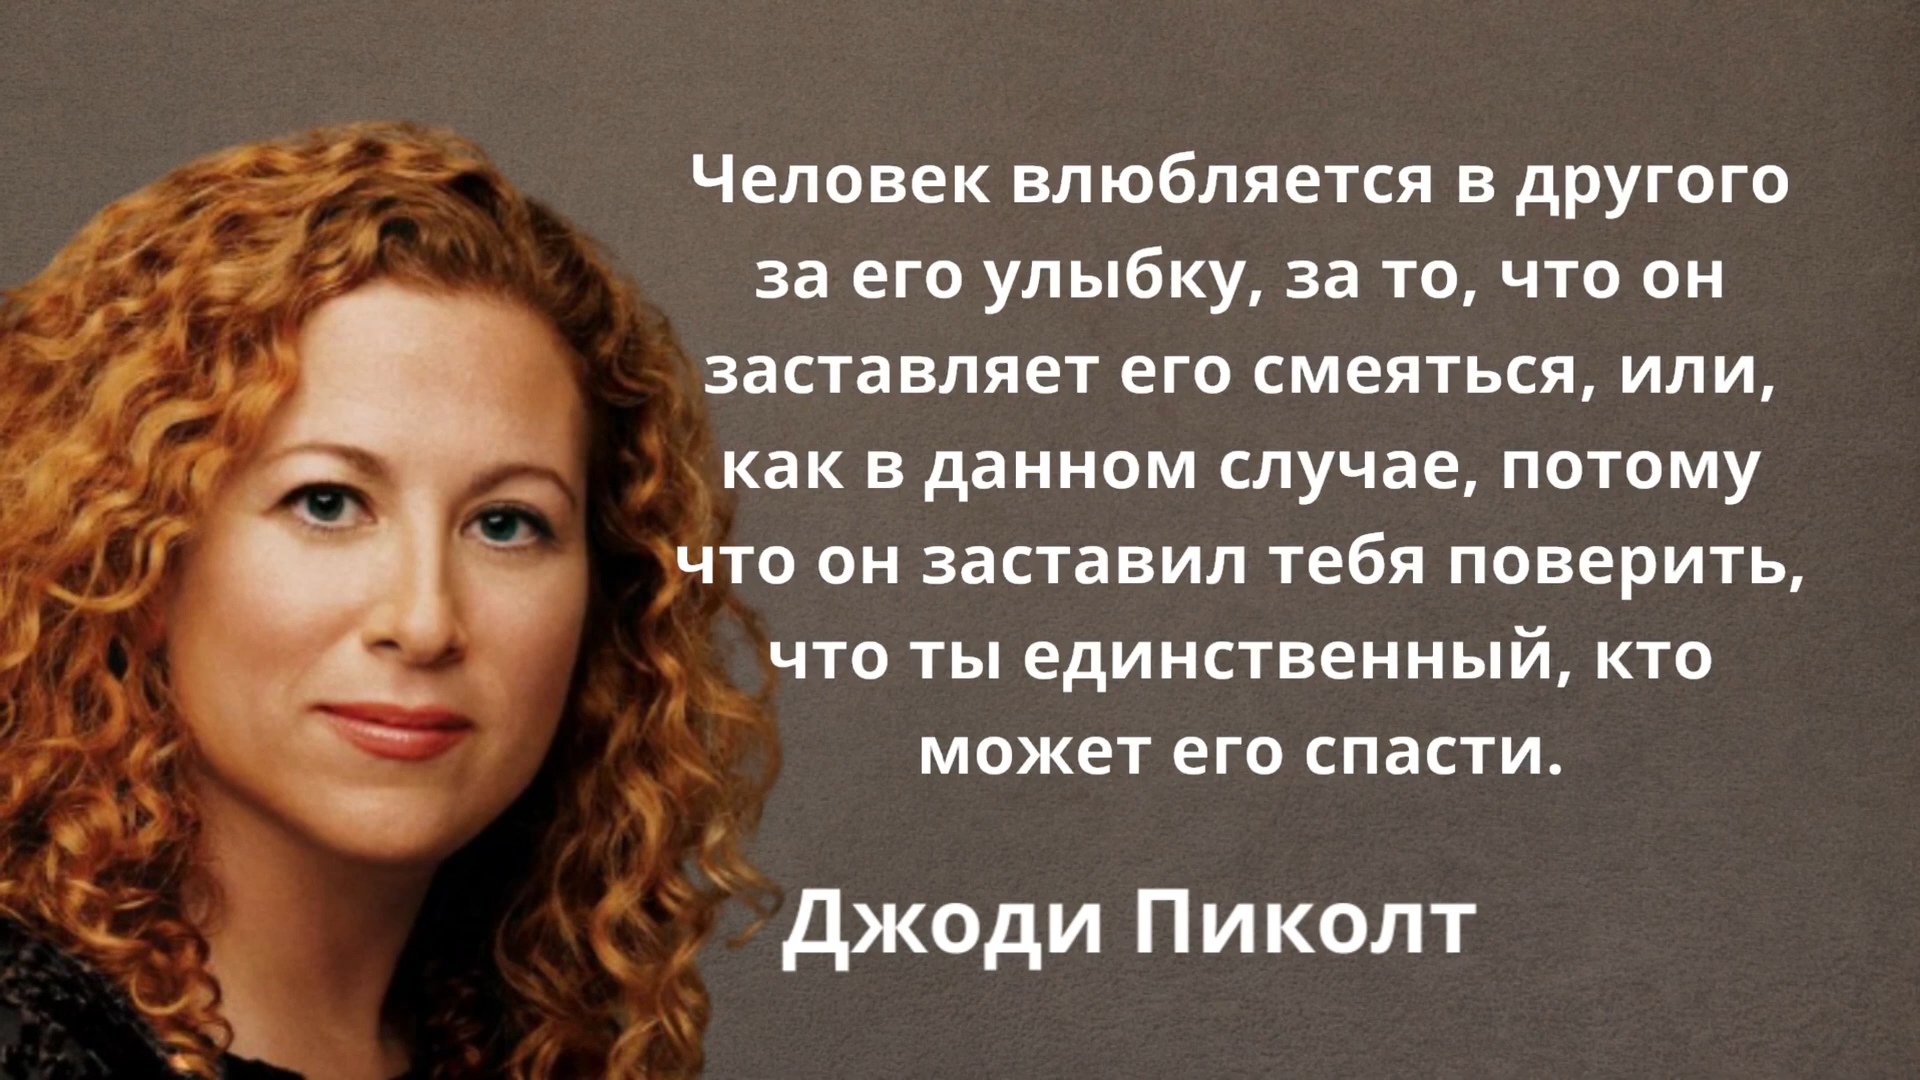 Человек влюбляется в другого
за его улыбку, за то, что он
заставляет его смеяться, или,
как в данном случае, потому
что он заставил тебя поверить,
что ты единственный, кто
может его спасти.
Джоди Пиколт